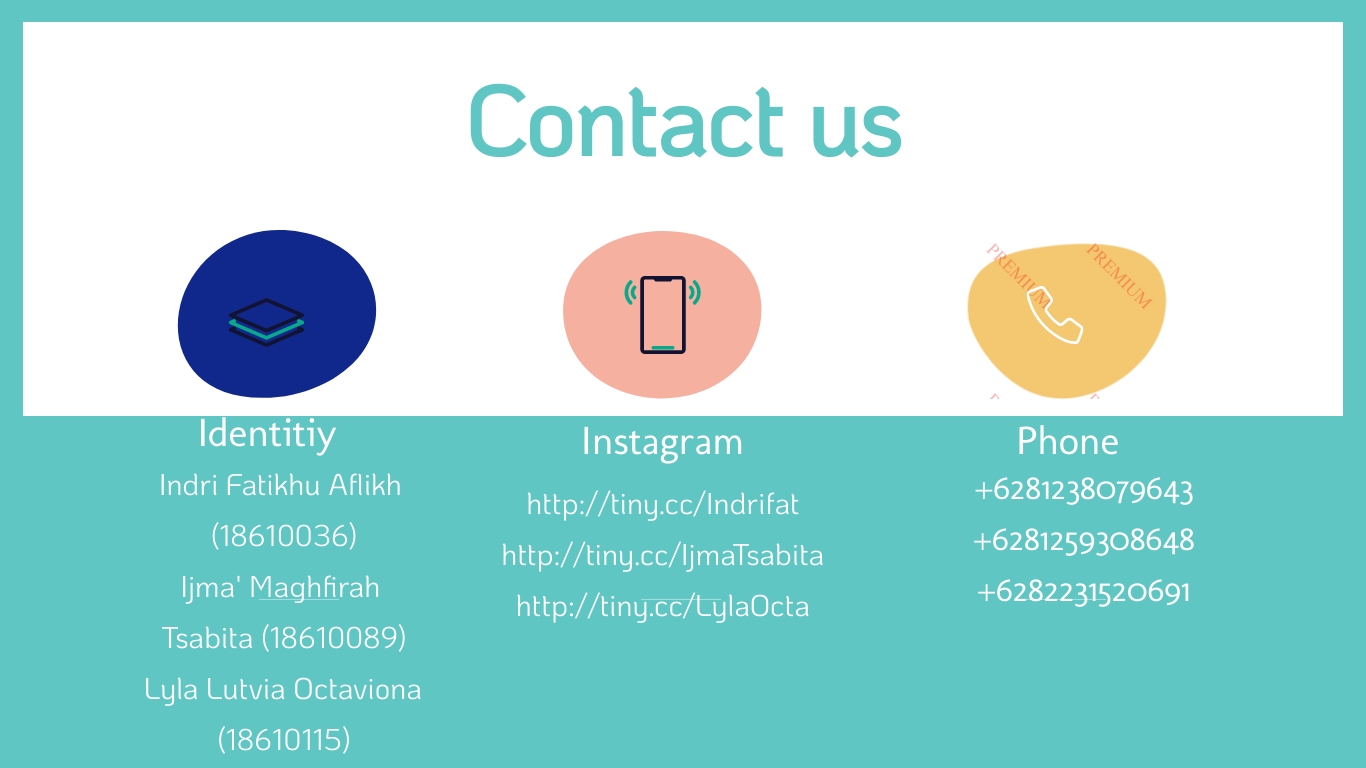 Contact us
PREMIUM PREMIUM
Identitiy
Indri Fatikhu Aflikh
(18610036)
Ijma' Maghfirah
Tsabita (18610089)
Lyla Lutvia Octaviona
(18610115)
Instagram
http://tiny.cc/Indrifat
http://tiny.cc/IjmaTsabita
http://tiny.cc/LylaOcta
Phone
+6281238079643
+6281259308648
+6282231520691